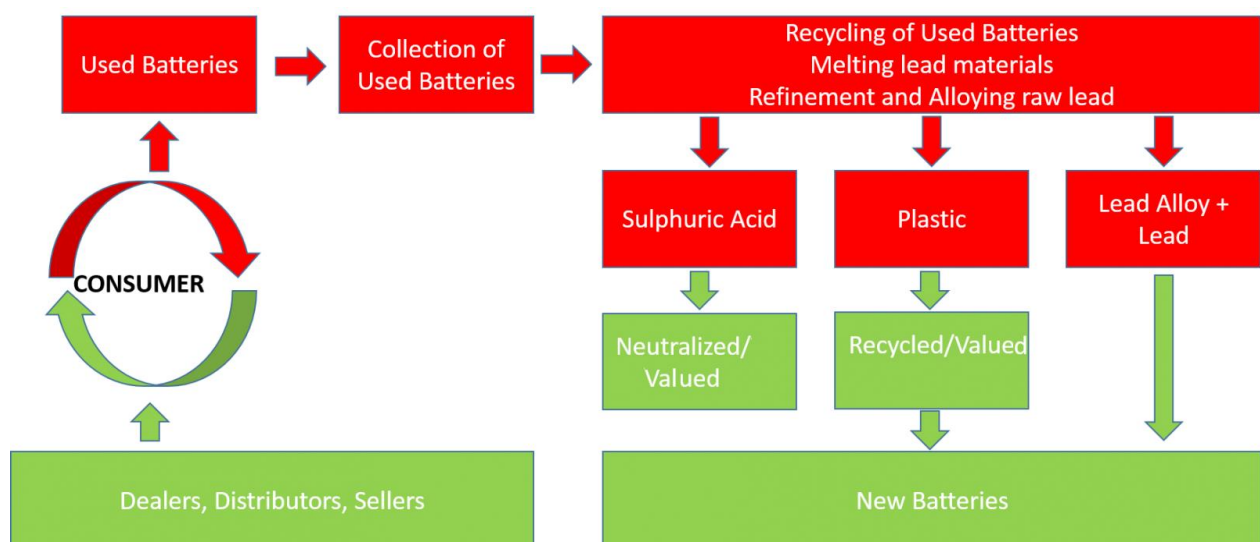 Used Batteries
Collection of
Used Batteries
Recycling of Used Batteries
Melting lead materials
Refinement and Alloying raw lead
Sulphuric Acid
Plastic
Lead Alloy +
Lead
CONSUMER
Neutralized/
Valued
Recycled/Valued
Dealers, Distributors, Sellers
New Batteries